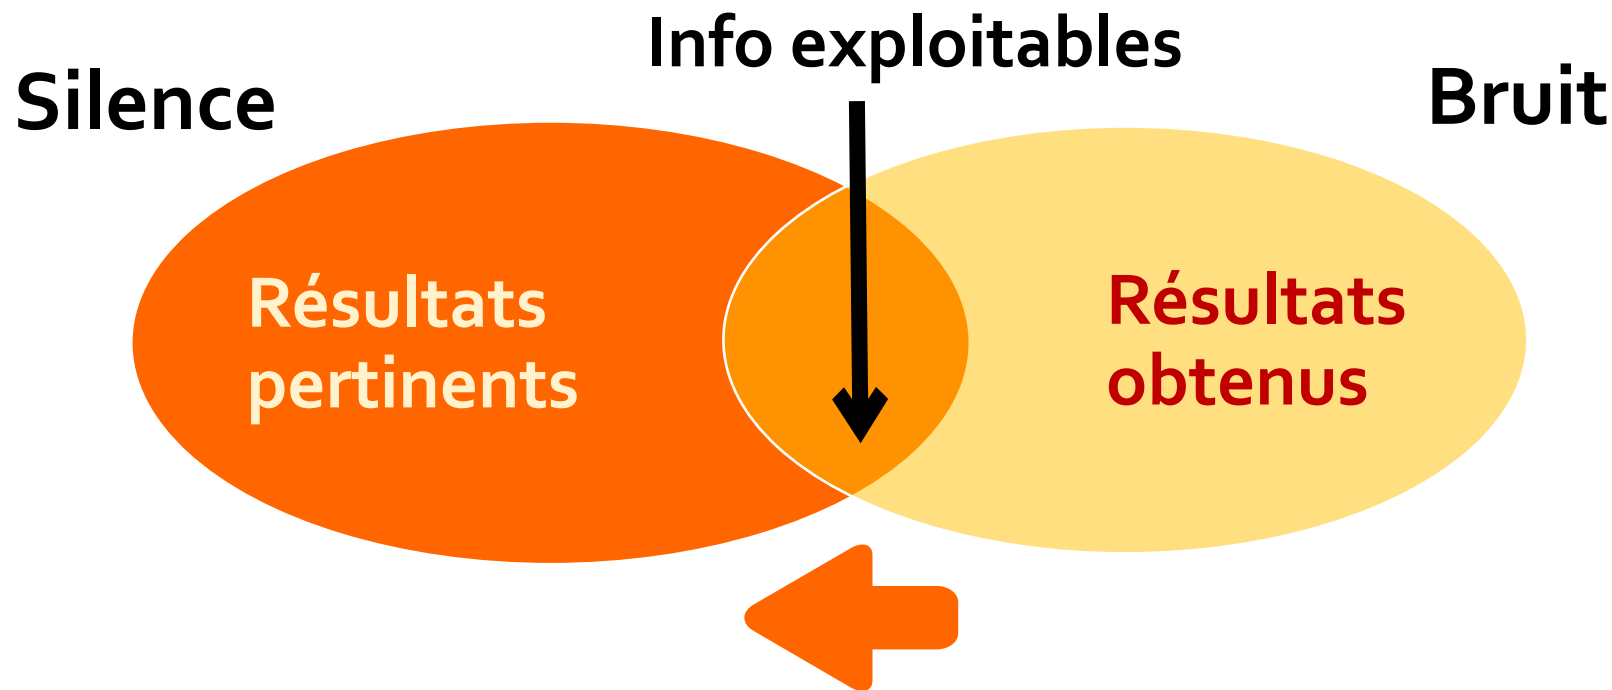 Info exploitables
Silence
Bruit
Résultats
pertinents
Résultats
obtenus